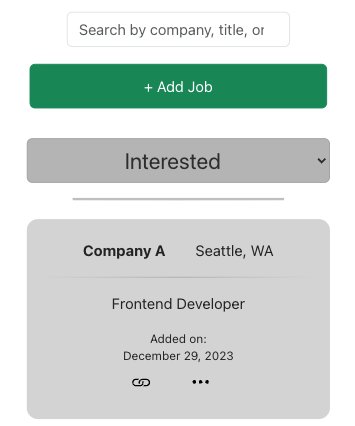 Search by company, title, or
+ Add Job
Interested
Company A Seattle, WA
Frontend Developer
Added on:
December 29, 2023